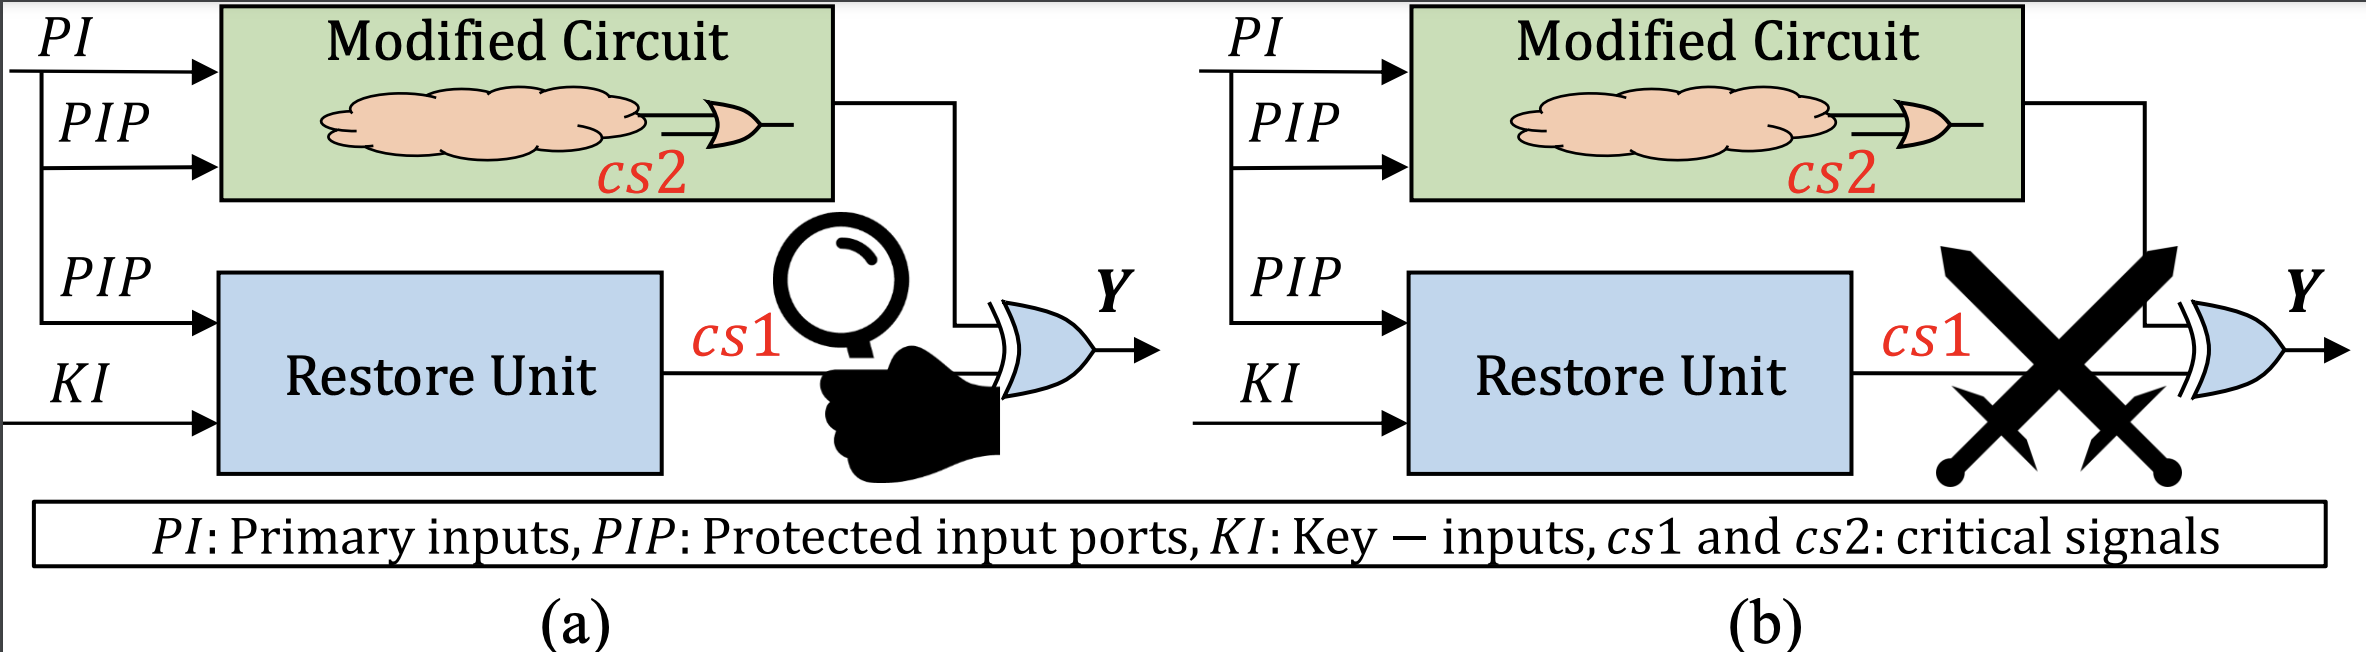 PI
Modified Circuit
PIP
cs2
PIP
cs1
Y
KI
Restore Unit
PI
Modified Circuit
PIP
cs2
PIP
cs1
Y
KI
Restore Unit
PI: Primary inputs, PIP: Protected input ports, KI: Key − inputs, cs1 and cs2: critical signals
(a)
(b)